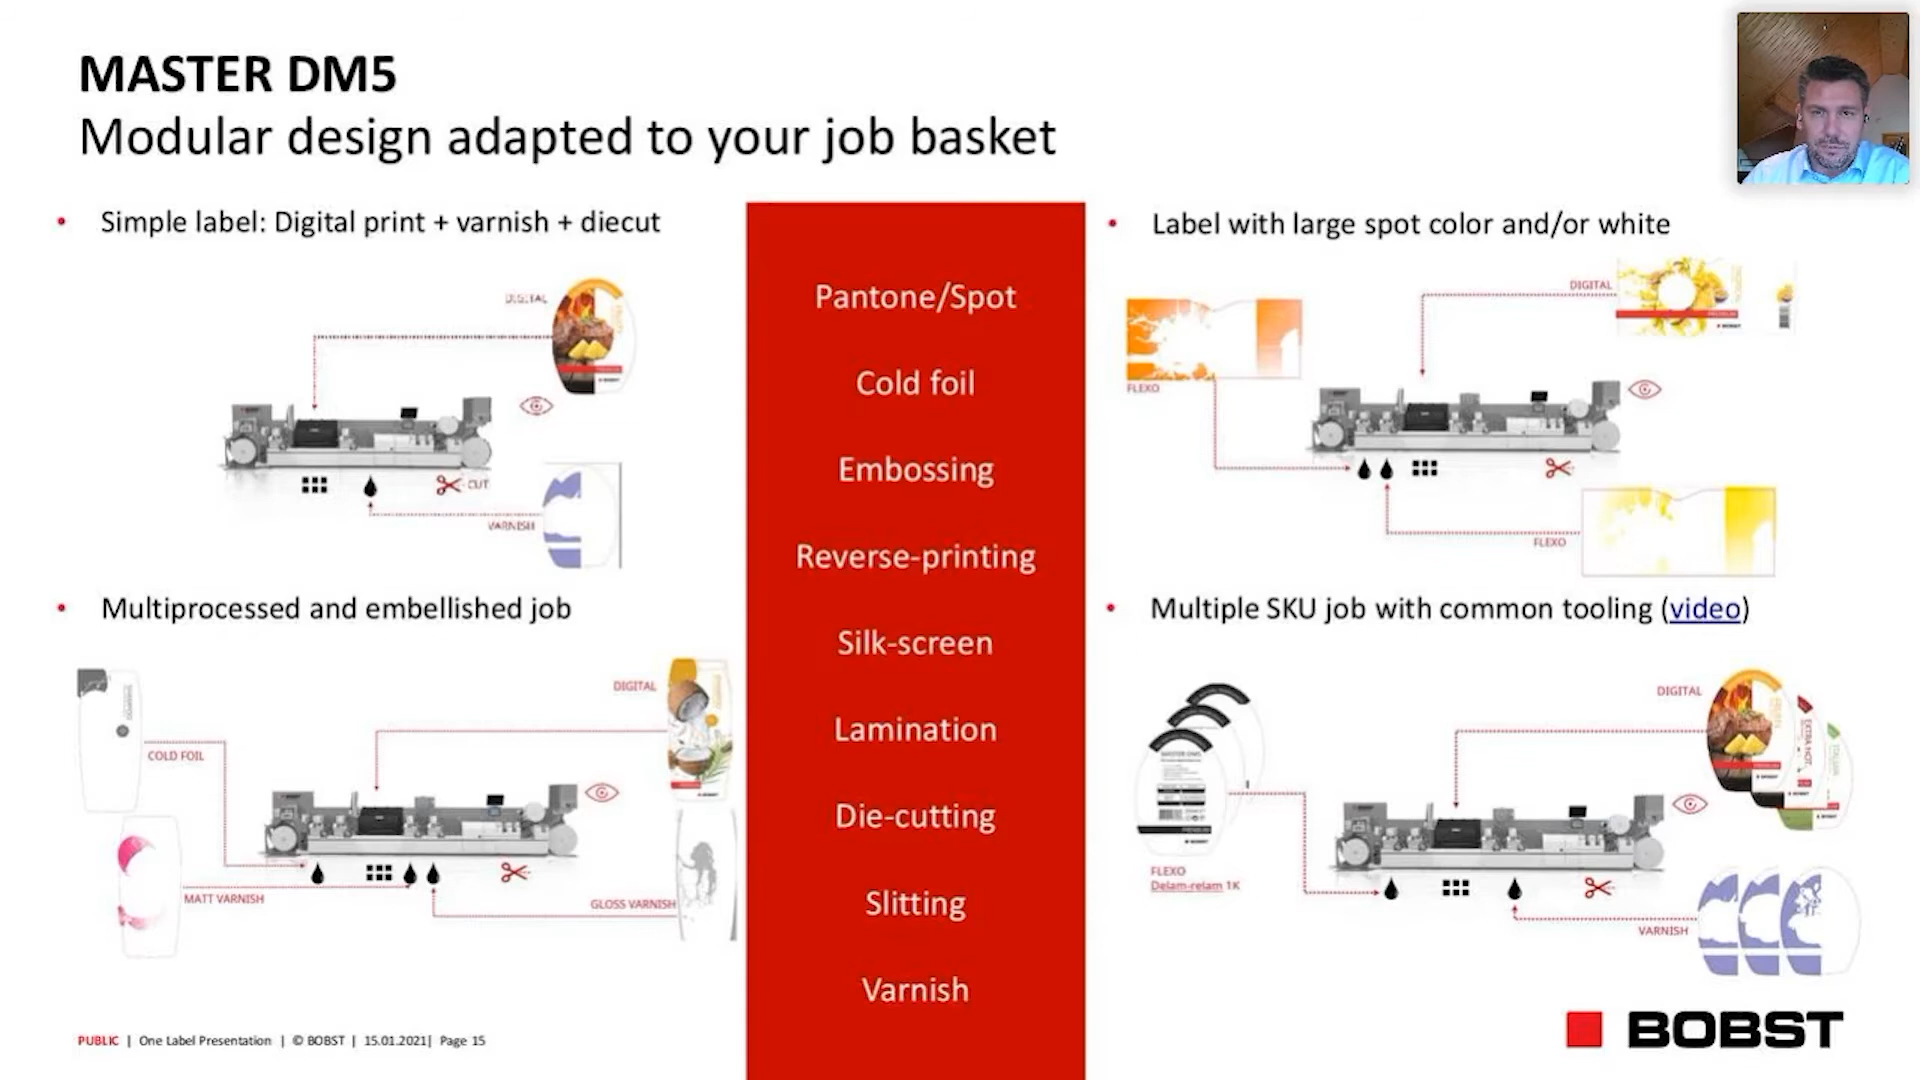 MASTER DM5
Modular design adapted to your job basket
• Simple label: Digital print + varnish + diecut
DIGITAL
CUT
VARNISH
• Multiprocessed and embellished job
DIGITAL
COLD FOIL
MATT VARNISH
GLOSS VARNISH
Pantone/Spot
Cold foil
Embossing
Reverse-printing
Silk-screen
Lamination
Die-cutting
Slitting
Varnish
• Label with large spot color and/or white
DIGITAL
FLEXO
FLEXO
• Multiple SKU job with common tooling (video)
DIGITAL
MASTER DM5
EXTRA HOT
FLEXO
Delam-relam 1K
VARNISH
PUBLIC | One Label Presentation | © BOBST | 15.01.2021| Page 15
BOBST